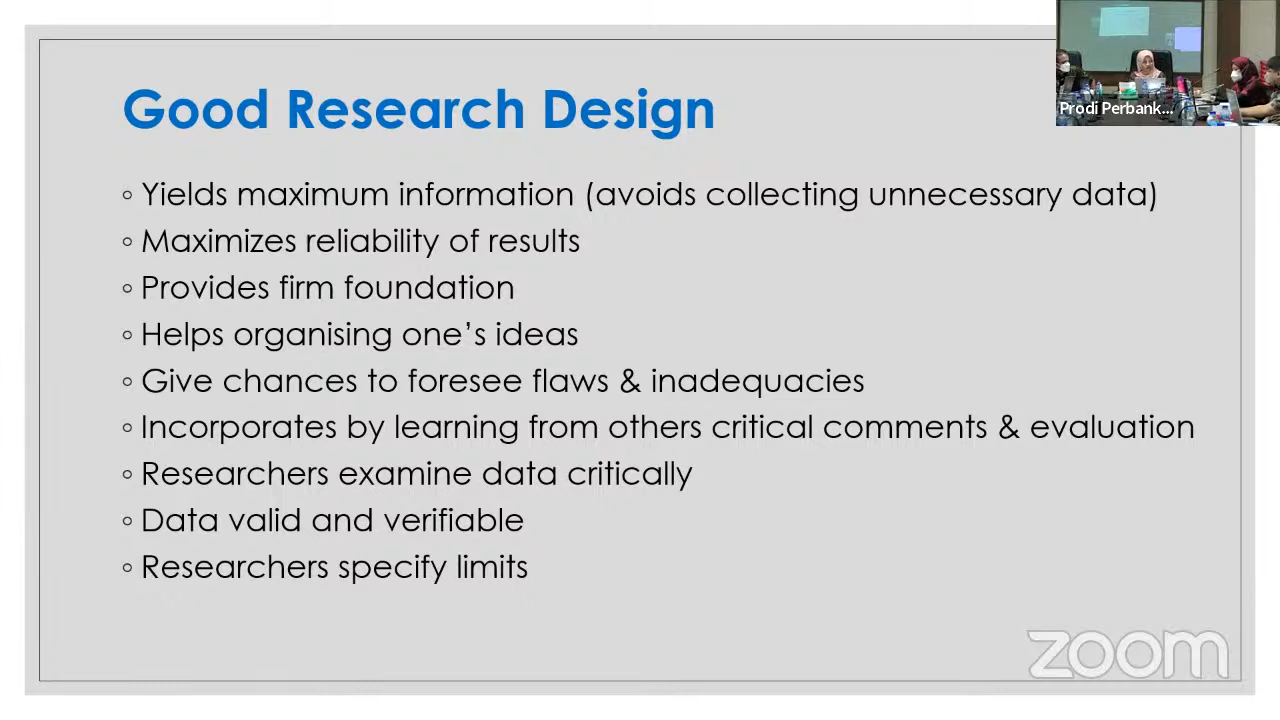 Good Research Design
Prodi Perbank...
◦ Yields maximum information (avoids collecting unnecessary data)
◦ Maximizes reliability of results
◦ Provides firm foundation
◦ Helps organising one’s ideas
◦ Give chances to foresee flaws & inadequacies
◦ Incorporates by learning from others critical comments & evaluation
◦ Researchers examine data critically
◦ Data valid and verifiable
◦ Researchers specify limits
zoom